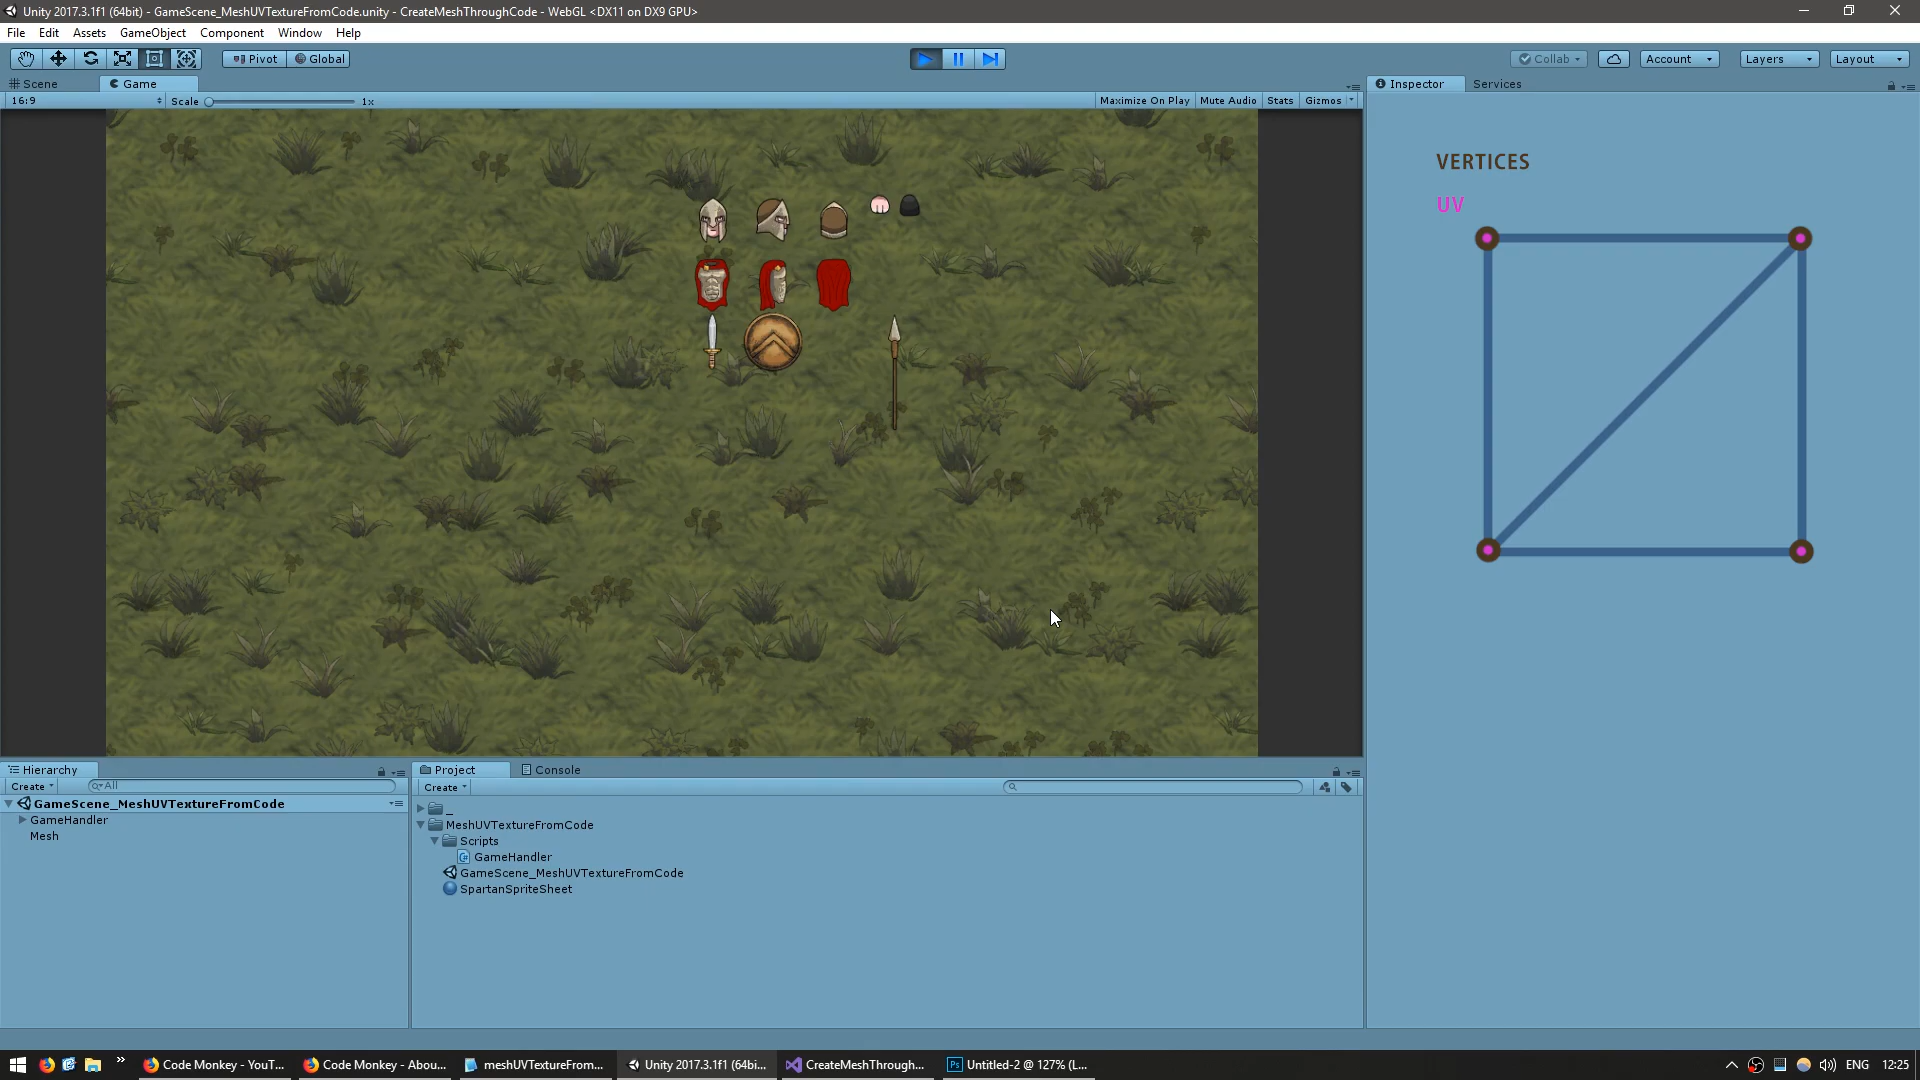 Unity 2017.3.1f1 (64bit) - GameScene_MeshUVTextureFromCode.unity - CreateMeshThroughCode - WebGL <DX11 on DX9 GPU>
File Edit Assets GameObject Component Window Help
Pivot Global Collab Account Layers Layout
Scene Game Inspector Services
16:9 Scale 1x Maximize On Play Mute Audio Stats Gizmos
VERTICES
UV
Hierarchy Project Console
Create All Create
GameScene_MeshUVTextureFromCode
GameHandler
Mesh
_
MeshUVTextureFromCode
Scripts
GameHandler
GameScene_MeshUVTextureFromCode
SpartanSpriteSheet
Code Monkey - YouT... Code Monkey - Abou... meshUVTextureFrom... Unity 2017.3.1f1 (64bi... CreateMeshThrough... Ps Untitled-2 @ 127% (L... ENG 12:25